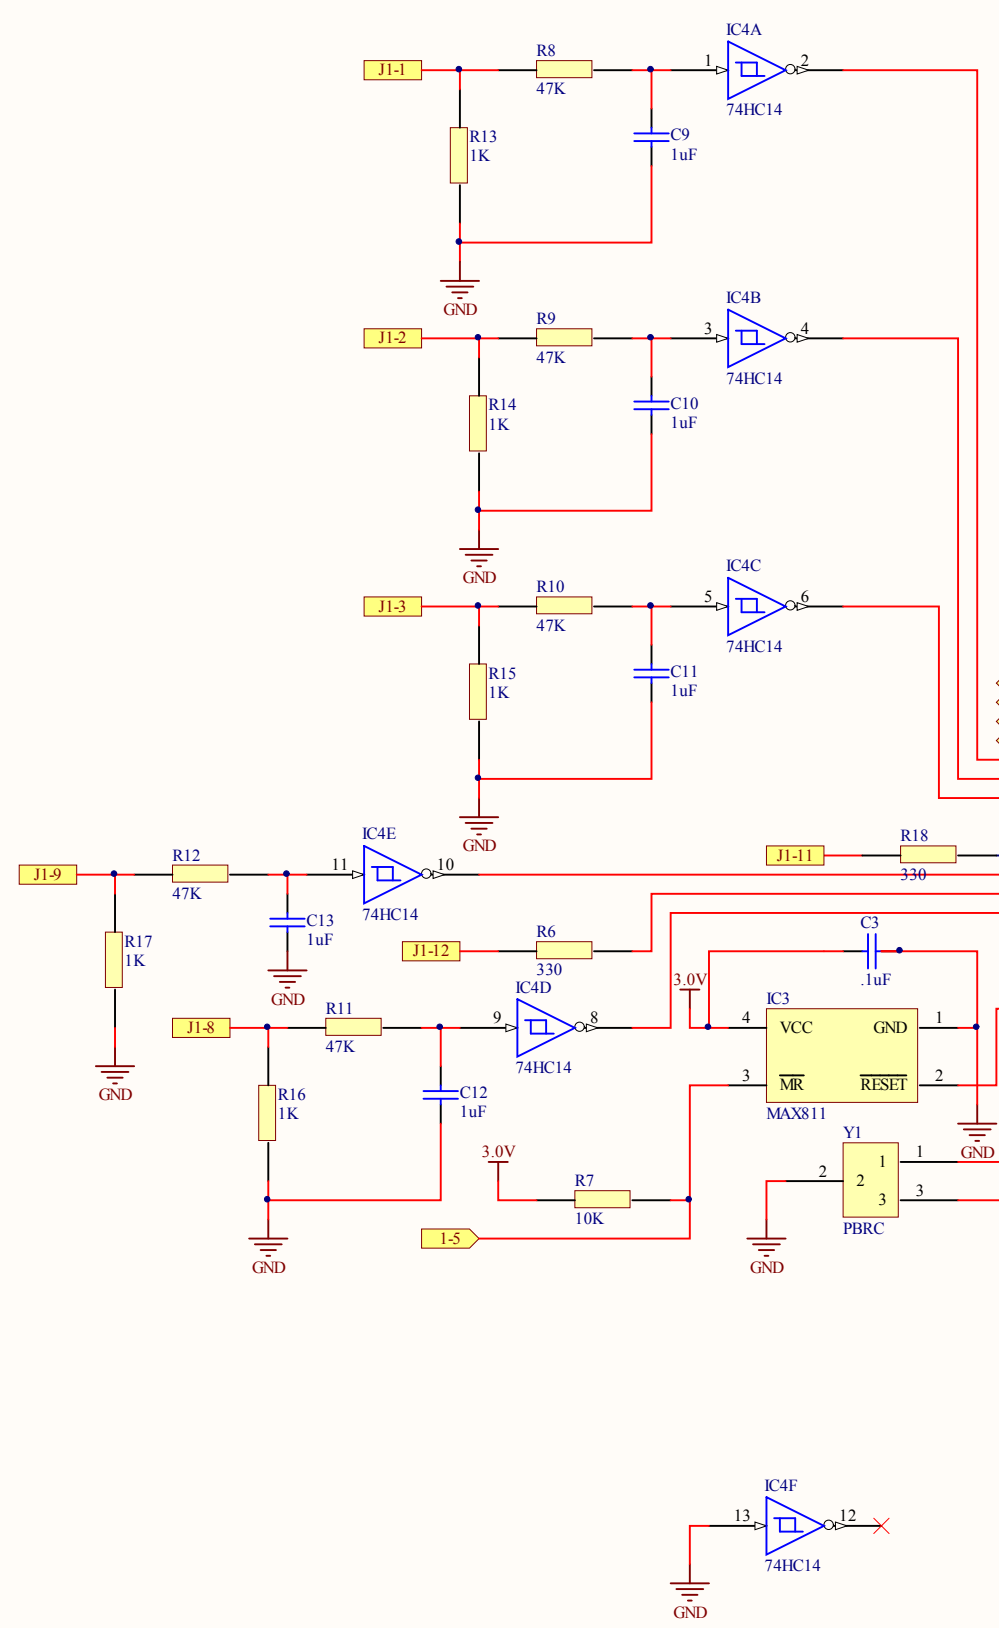 IC4A
J1-1
R8
47K
1
2
74HC14
R13
1K
C9
1uF
GND
IC4B
J1-2
R9
47K
3
4
74HC14
R14
1K
C10
1uF
GND
IC4C
J1-3
R10
47K
5
6
74HC14
R15
1K
C11
1uF
GND
IC4E
J1-9
R12
47K
11
10
74HC14
C13
1uF
GND
R17
1K
GND
J1-11
R18
330
J1-12
R6
330
C3
.1uF
3.0V
IC3
4
VCC
GND
1
3
MR
RESET
2
MAX811
GND
IC4D
J1-8
R11
47K
9
8
74HC14
R16
1K
C12
1uF
GND
3.0V
R7
10K
1-5
Y1
2
2
1
1
3
3
PBRC
GND
IC4F
13
12
74HC14
GND